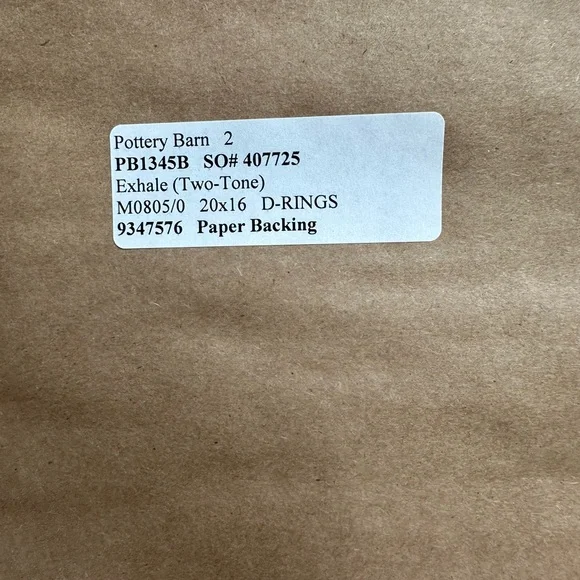 Pottery Barn 2
PB1345B SO# 407725
Exhale (Two-Tone)
M0805/0 20x16 D-RINGS
9347576 Paper Backing